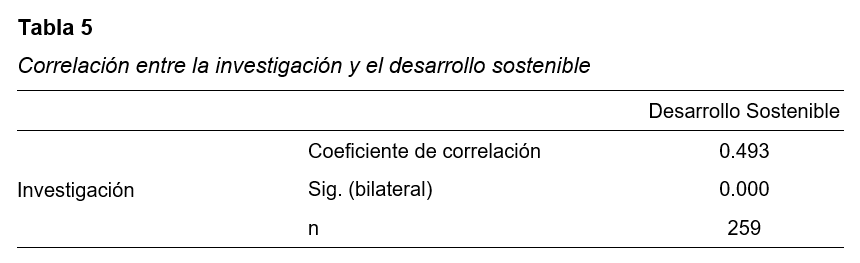 Tabla 5
Correlación entre la investigación y el desarrollo sostenible
Desarrollo Sostenible
Coeficiente de correlación 0.493
Investigación Sig. (bilateral) 0.000
n 259